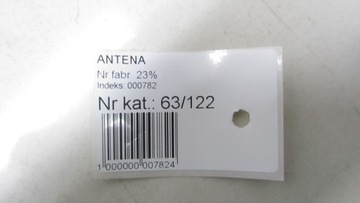 ANTENA
Nr fabr. 23%
Indeks: 000782
Nr kat.: 63/122
1 000000 007824